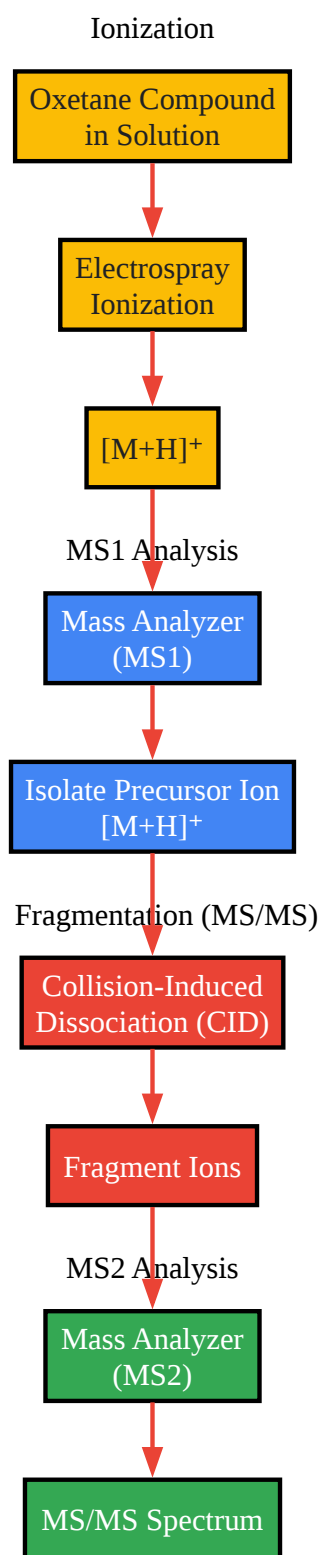 Ionization
Oxetane Compound
in Solution
Electrospray
Ionization
[M+H]⁺
MS1 Analysis
Mass Analyzer
(MS1)
Isolate Precursor Ion
[M+H]⁺
Fragmentation (MS/MS)
Collision-Induced
Dissociation (CID)
Fragment Ions
MS2 Analysis
Mass Analyzer
(MS2)
MS/MS Spectrum